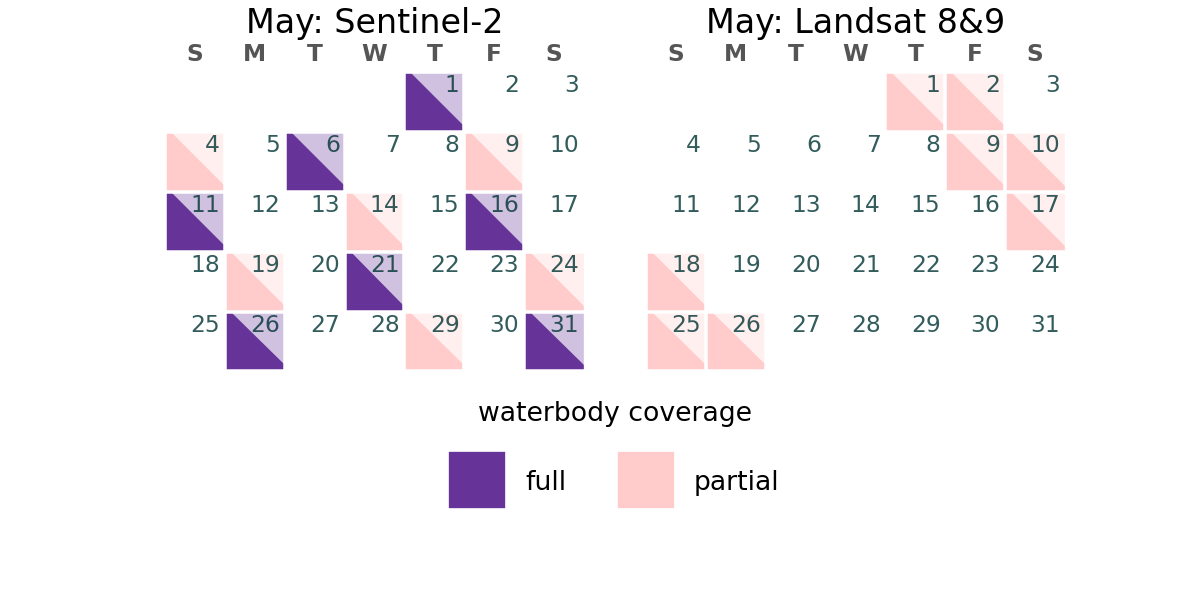 May: Sentinel-2
S M T W T F S
1 2 3
4 5 6 7 8 9 10
11 12 13 14 15 16 17
18 19 20 21 22 23 24
25 26 27 28 29 30 31
May: Landsat 8&9
S M T W T F S
1 2 3
4 5 6 7 8 9 10
11 12 13 14 15 16 17
18 19 20 21 22 23 24
25 26 27 28 29 30 31
waterbody coverage
full
partial